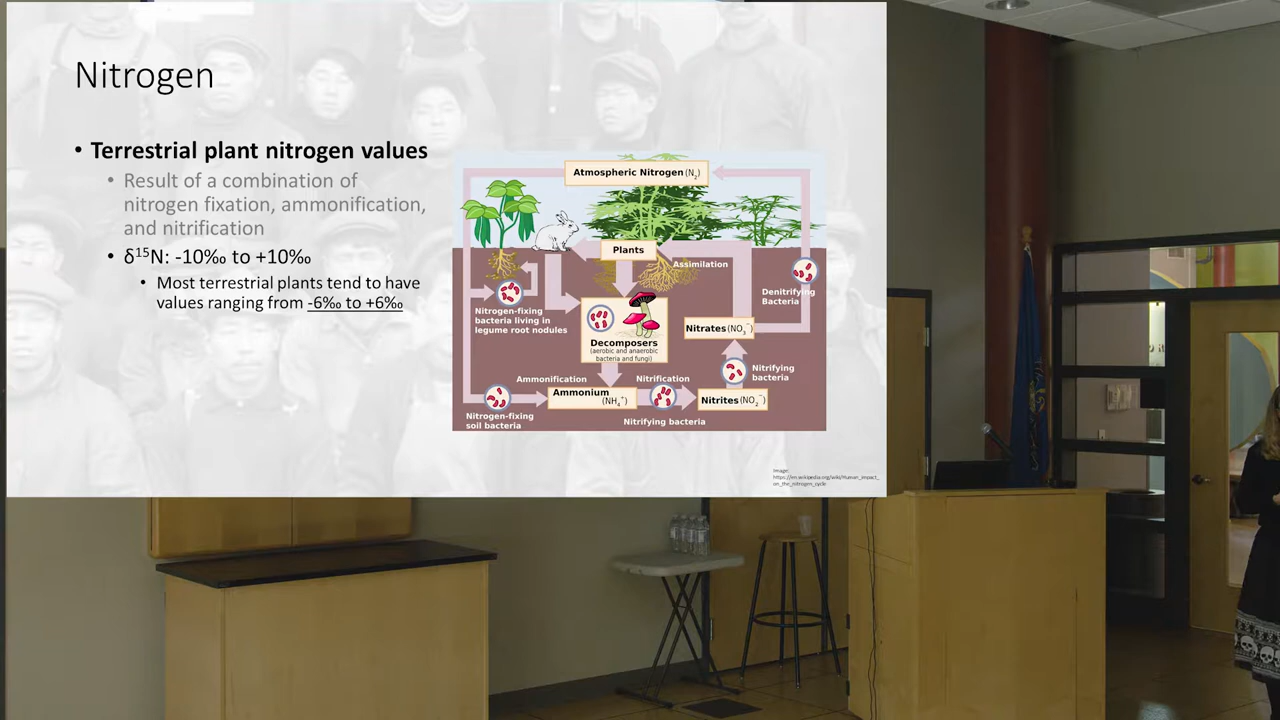 Nitrogen
• Terrestrial plant nitrogen values
• Result of a combination of
nitrogen fixation, ammonification,
and nitrification
• δ¹⁵N: -10‰ to +10‰
• Most terrestrial plants tend to have
values ranging from -6‰ to +6‰
Atmospheric Nitrogen (N₂)
Plants
Assimilation
Denitrifying
Bacteria
Nitrogen-fixing
bacteria living in
legume root nodules
Nitrates (NO₃⁻)
Decomposers
(aerobic and anaerobic
bacteria and fungi)
Nitrifying
bacteria
Ammonification
Nitrification
Ammonium
(NH₄⁺)
Nitrites (NO₂⁻)
Nitrogen-fixing
soil bacteria
Nitrifying bacteria
Image:
https://en.wikipedia.org/wiki/Human_impact_
on_the_nitrogen_cycle